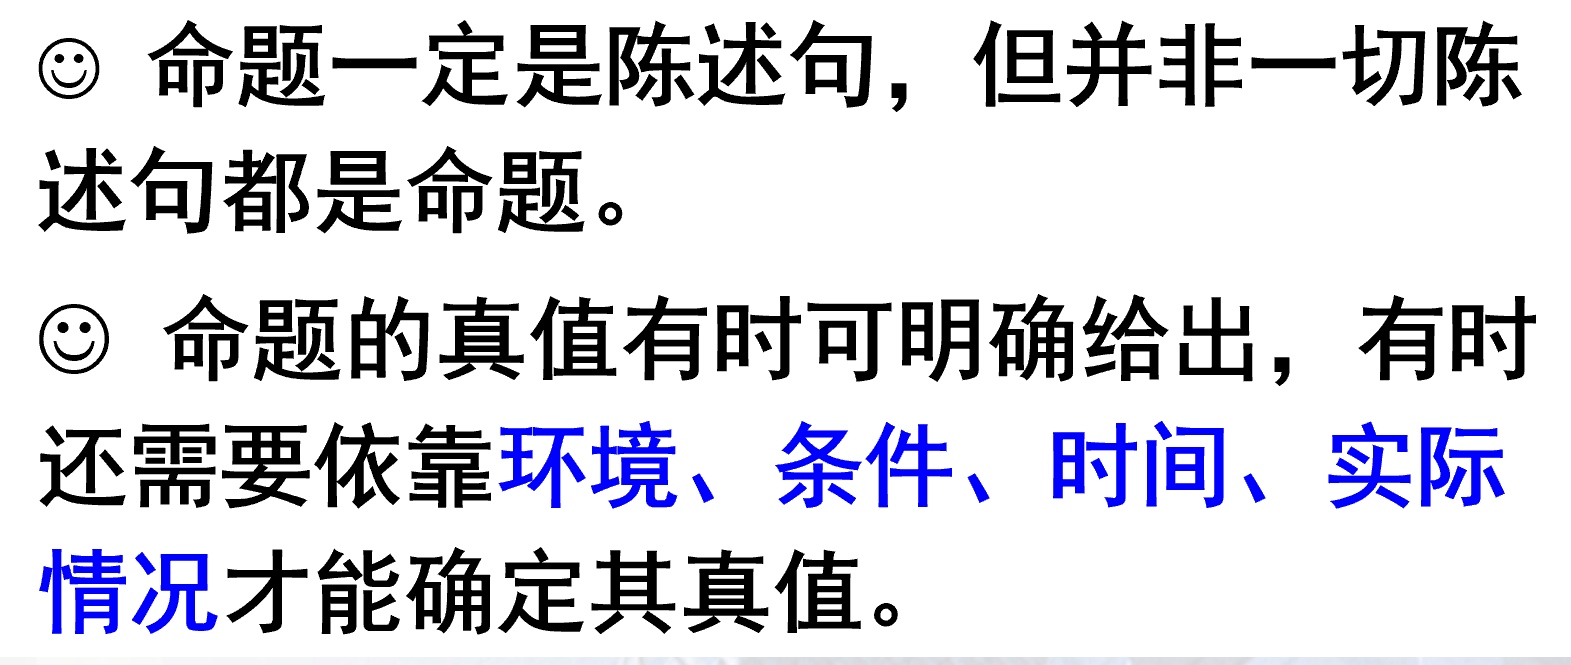 ☺ 命题一定是陈述句，但并非一切陈
述句都是命题。
☺ 命题的真值有时可明确给出，有时
还需要依靠环境、条件、时间、实际
情况才能确定其真值。